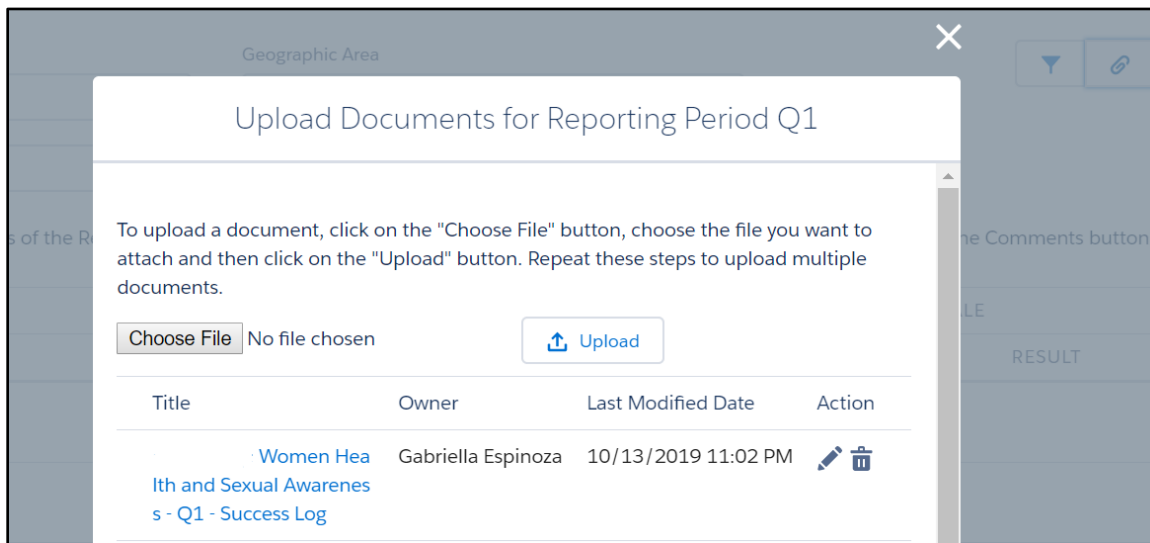 Geographic Area
Upload Documents for Reporting Period Q1
To upload a document, click on the "Choose File" button, choose the file you want to
attach and then click on the "Upload" button. Repeat these steps to upload multiple
documents.
s of the R
he Comments button
Choose File No file chosen Upload
LE
RESULT
Title Owner Last Modified Date Action
Women Hea Gabriella Espinoza 10/13/2019 11:02 PM
lth and Sexual Awarenes
s - Q1 - Success Log